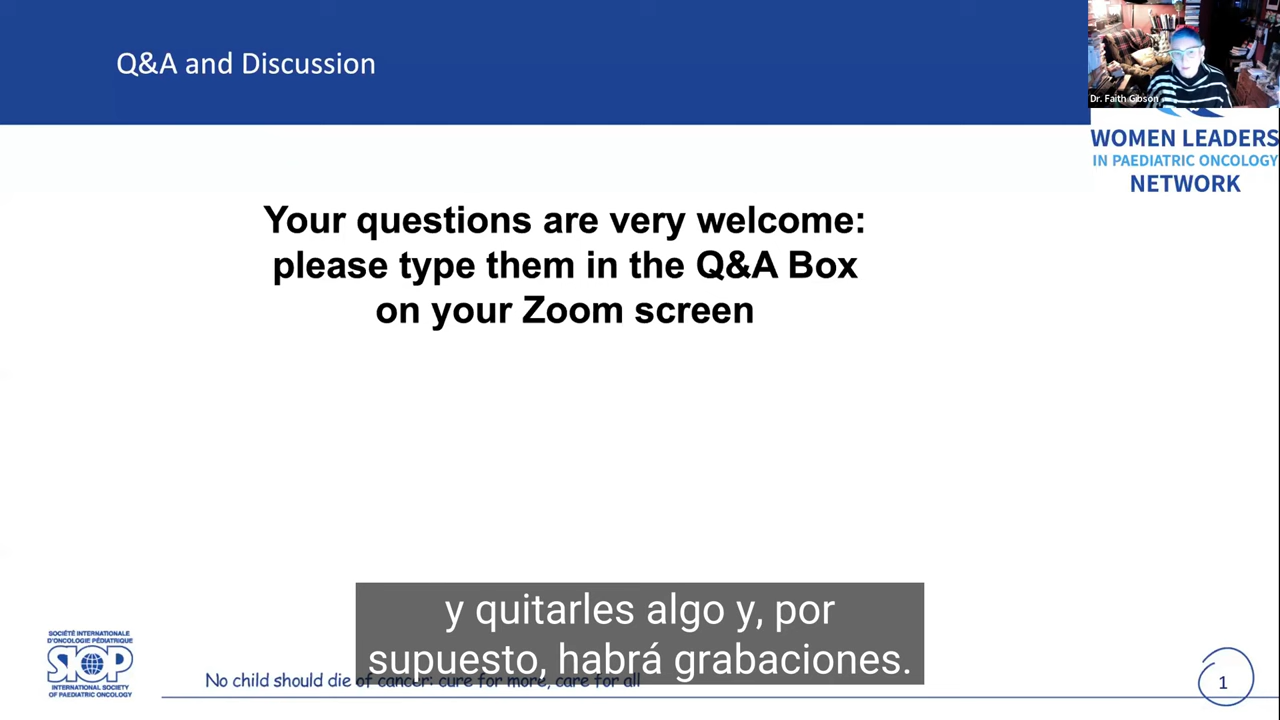 Q&A and Discussion
Dr. Faith Gibson
WOMEN LEADERS
IN PAEDIATRIC ONCOLOGY
NETWORK
Your questions are very welcome:
please type them in the Q&A Box
on your Zoom screen
y quitarles algo y, por
supuesto, habrá grabaciones.
SOCIÉTÉ INTERNATIONALE
D'ONCOLOGIE PÉDIATRIQUE
SIOP
INTERNATIONAL SOCIETY
OF PAEDIATRIC ONCOLOGY
No child should die of cancer: cure for more, care for all
1